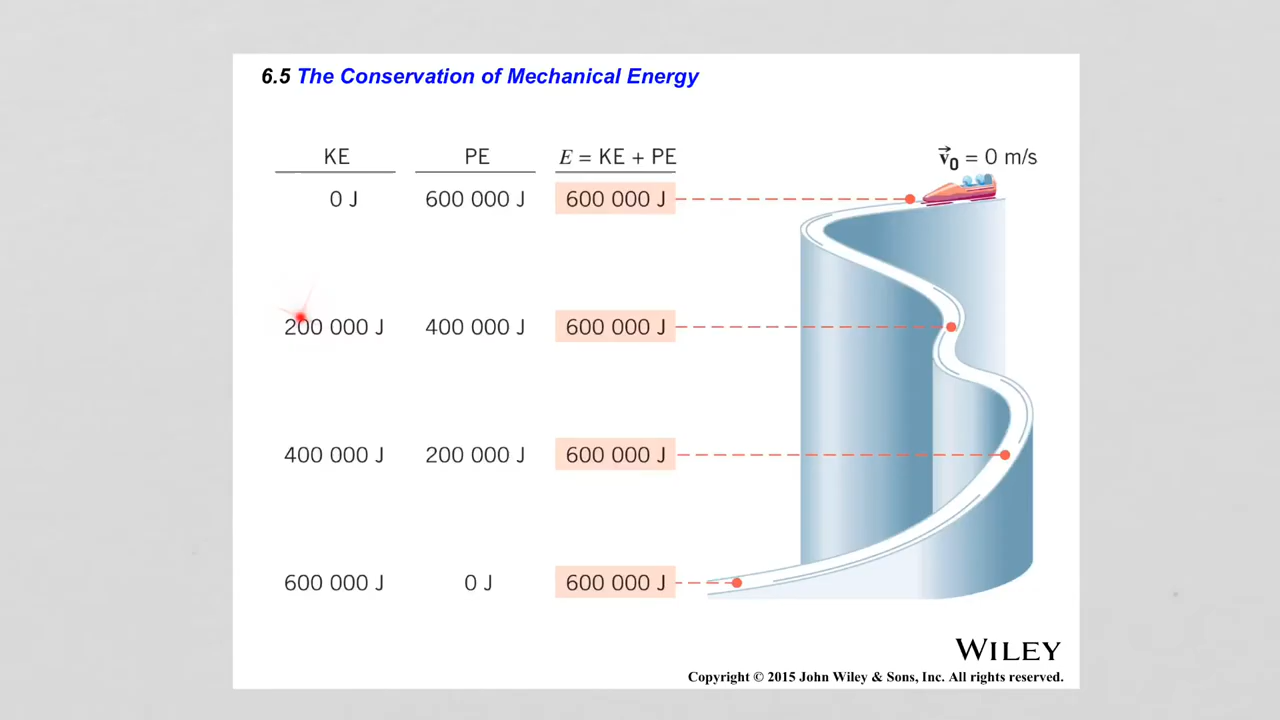 6.5 The Conservation of Mechanical Energy
KE PE E = KE + PE v₀ = 0 m/s
0 J 600 000 J 600 000 J
200 000 J 400 000 J 600 000 J
400 000 J 200 000 J 600 000 J
600 000 J 0 J 600 000 J
WILEY
Copyright © 2015 John Wiley & Sons, Inc. All rights reserved.